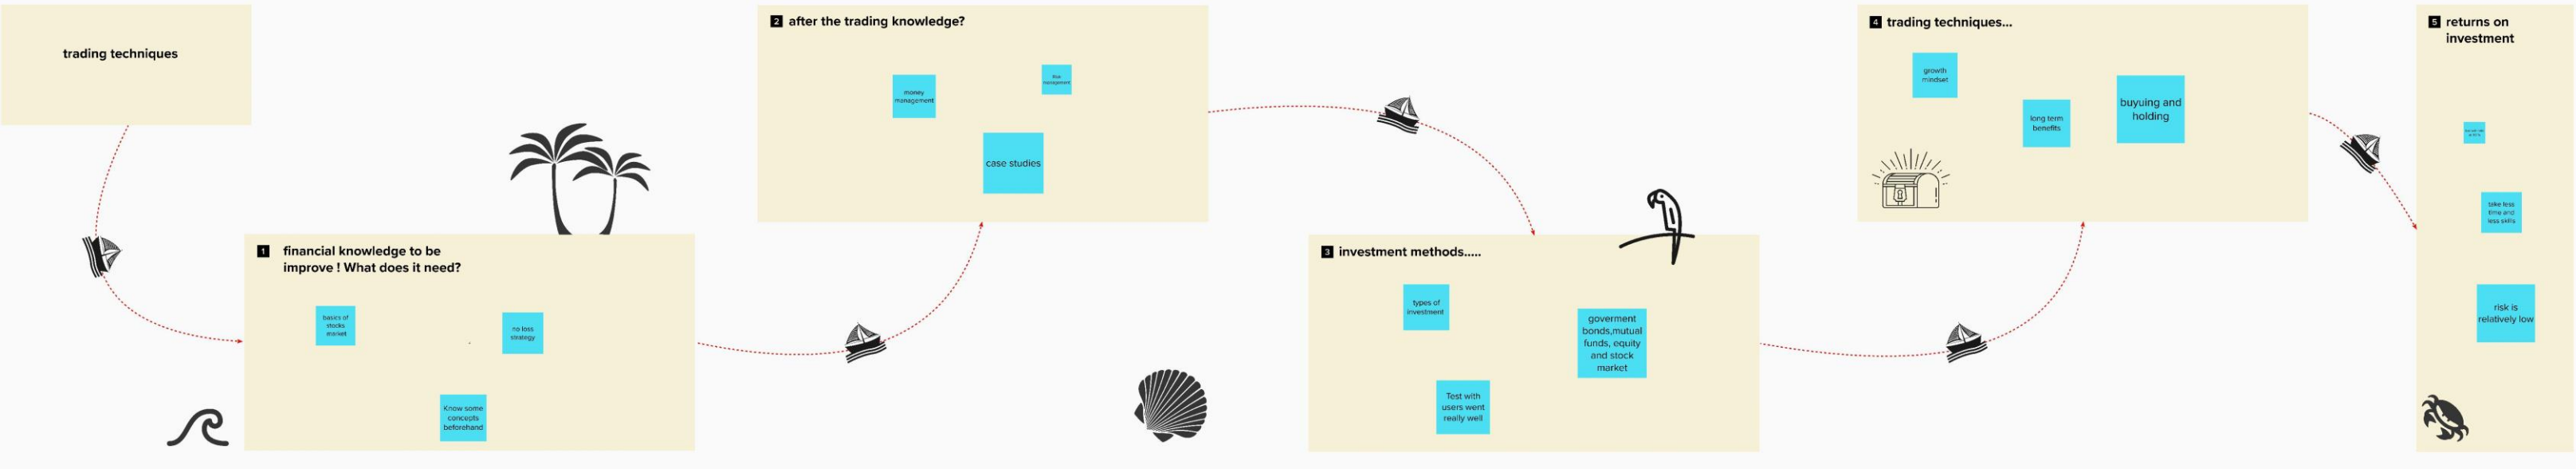 trading techniques
1 financial knowledge to be
improve ! What does it need?
basics of
stocks
market
no loss
strategy
Know some
concepts
beforehand
2 after the trading knowledge?
money
management
management
case studies
3 investment methods.....
types of
investment
goverment
bonds,mutual
funds, equity
and stock
market
Test with
users went
really well
4 trading techniques...
growth
mindset
long term
benefits
buyuing and
holding
5 returns on
investment
take less
time and
less skills
risk is
relatively low